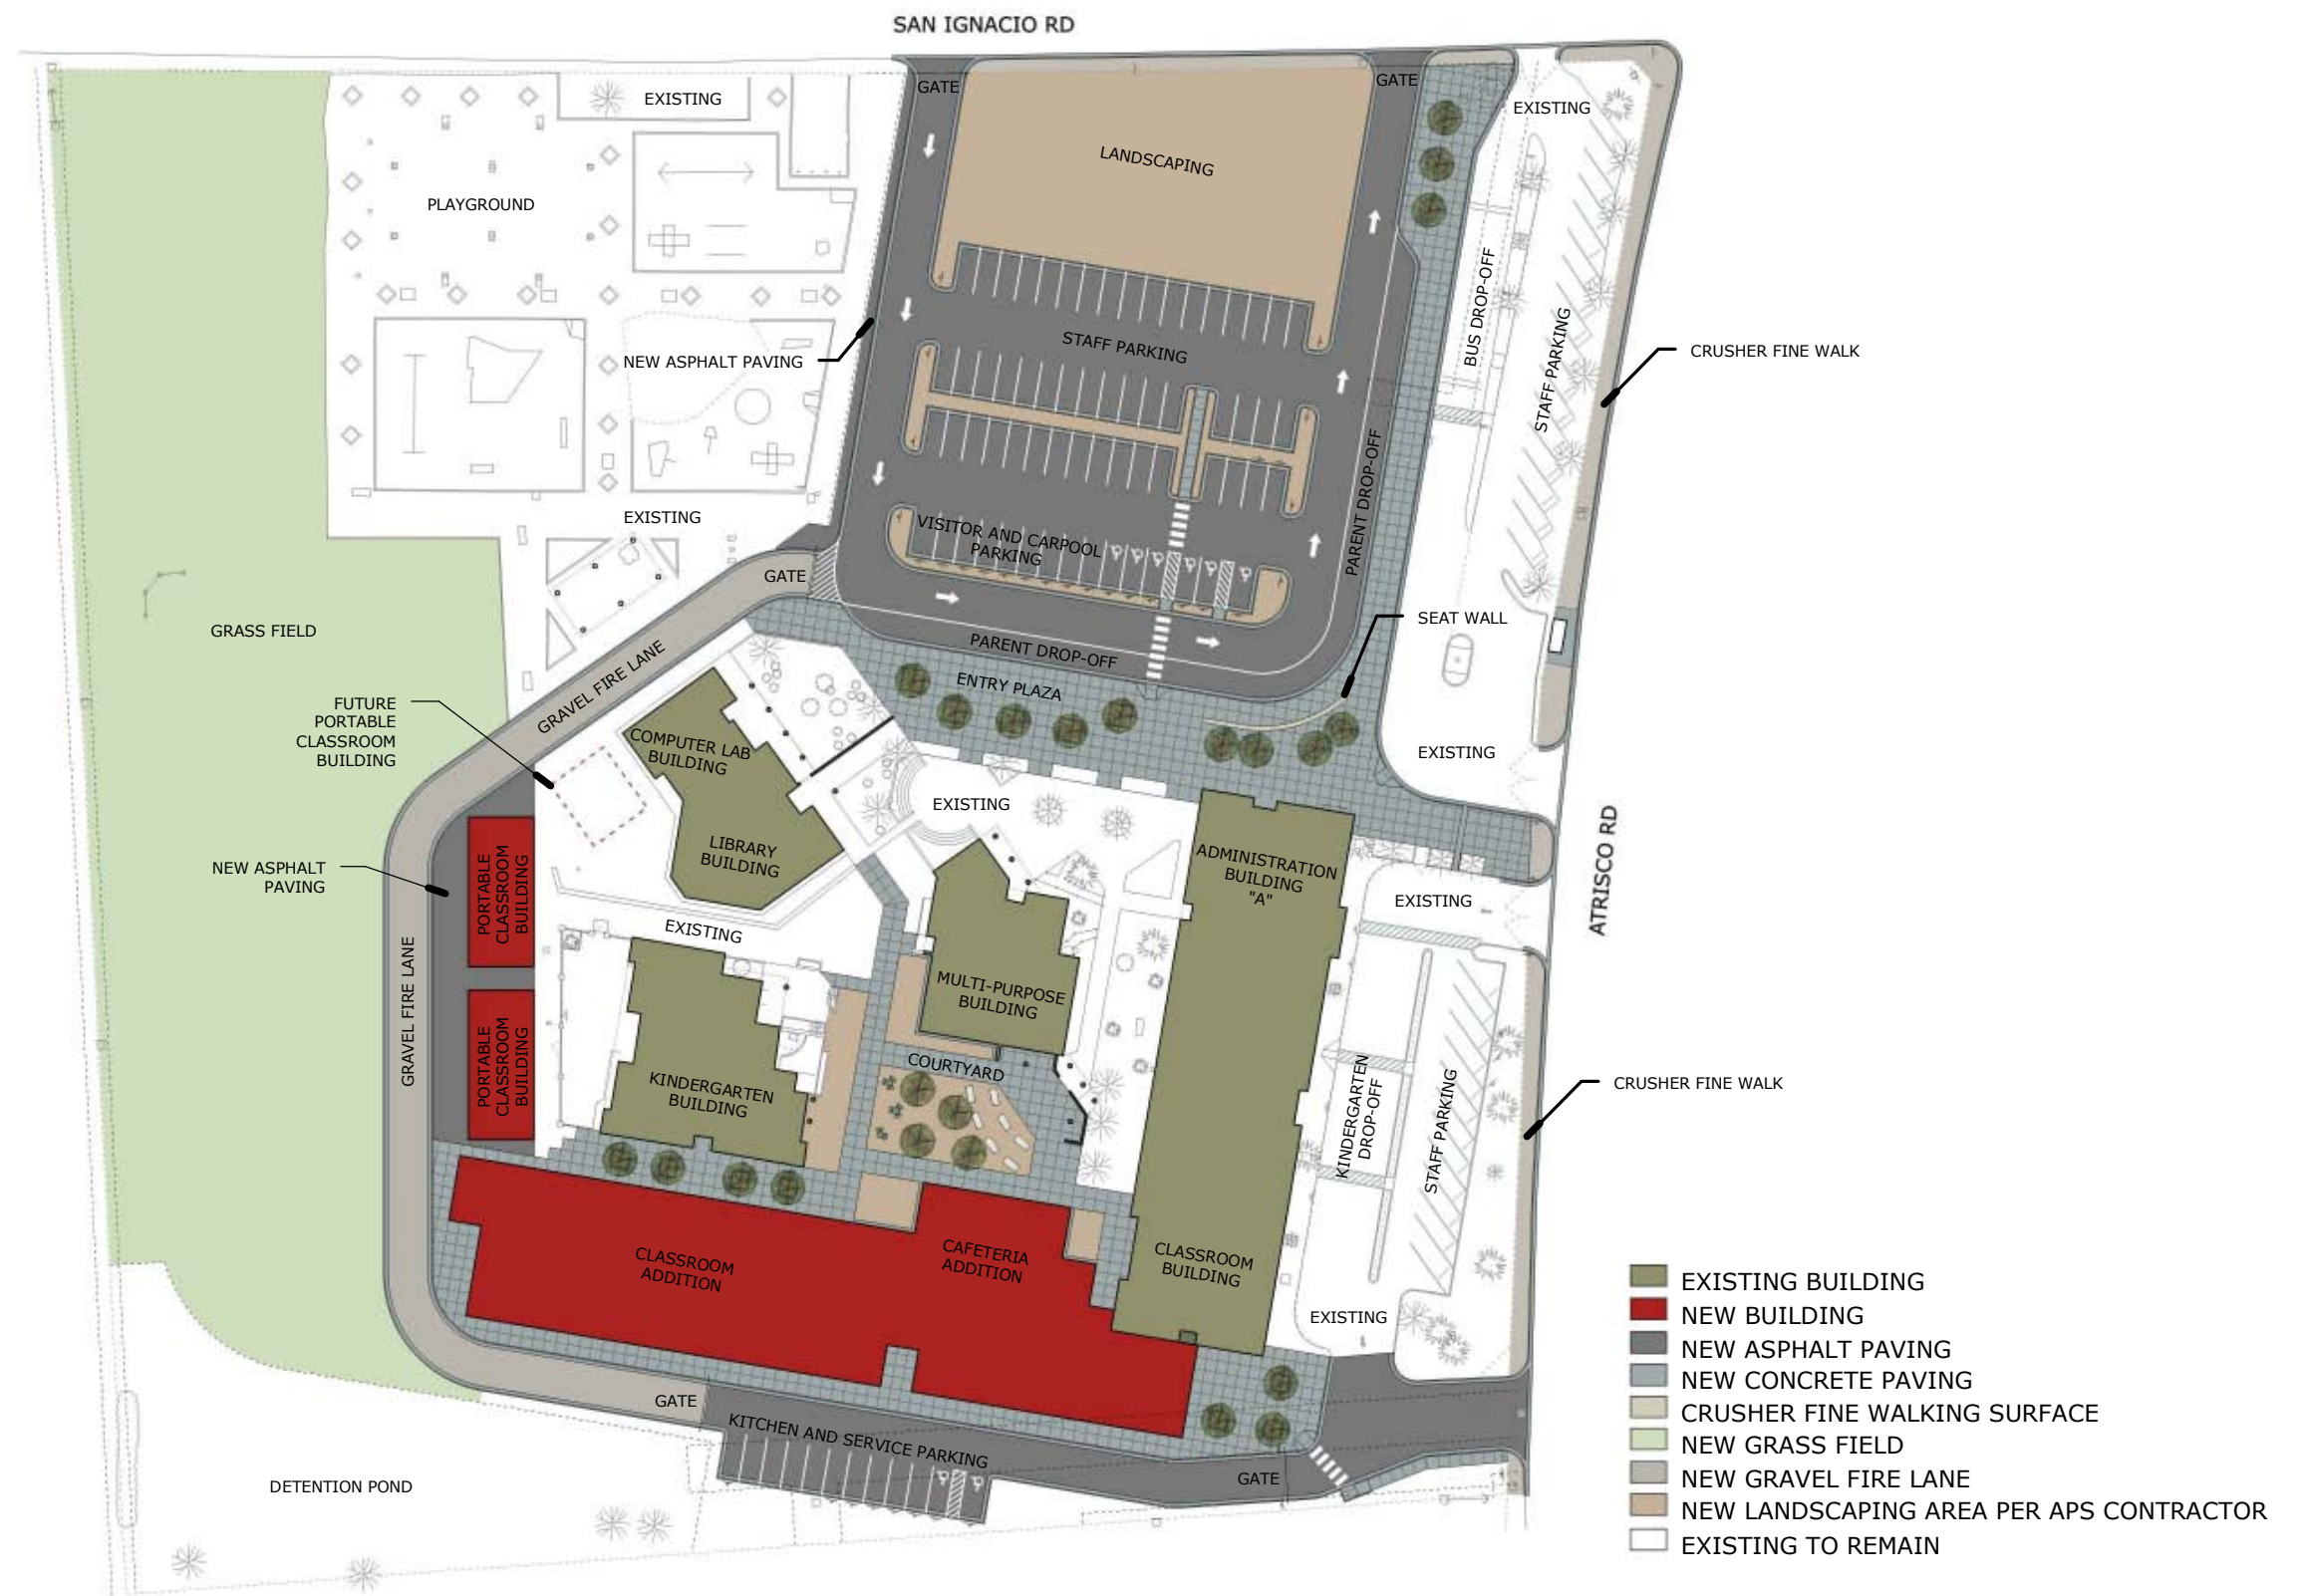 SAN IGNACIO RD
GATE
GATE
EXISTING
EXISTING
LANDSCAPING
PLAYGROUND
BUS DROP-OFF
STAFF PARKING
STAFF PARKING
NEW ASPHALT PAVING
CRUSHER FINE WALK
PARENT DROP-OFF
EXISTING
VISITOR AND CARPOOL
PARKING
GATE
GRASS FIELD
SEAT WALL
PARENT DROP-OFF
GRAVEL FIRE LANE
ENTRY PLAZA
FUTURE
PORTABLE
CLASSROOM
BUILDING
COMPUTER LAB
BUILDING
EXISTING
EXISTING
ATRISCO RD
LIBRARY
BUILDING
ADMINISTRATION
BUILDING
"A"
NEW ASPHALT
PAVING
PORTABLE
CLASSROOM
BUILDING
EXISTING
EXISTING
GRAVEL FIRE LANE
MULTI-PURPOSE
BUILDING
PORTABLE
CLASSROOM
BUILDING
COURTYARD
KINDERGARTEN
BUILDING
KINDERGARTEN
DROP-OFF
STAFF PARKING
CRUSHER FINE WALK
CLASSROOM
ADDITION
CAFETERIA
ADDITION
CLASSROOM
BUILDING
EXISTING
GATE
KITCHEN AND SERVICE PARKING
GATE
DETENTION POND
EXISTING BUILDING
NEW BUILDING
NEW ASPHALT PAVING
NEW CONCRETE PAVING
CRUSHER FINE WALKING SURFACE
NEW GRASS FIELD
NEW GRAVEL FIRE LANE
NEW LANDSCAPING AREA PER APS CONTRACTOR
EXISTING TO REMAIN